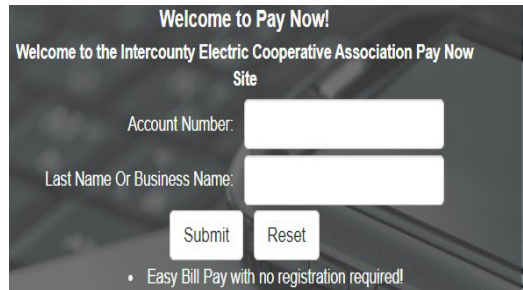 Welcome to Pay Now!
Welcome to the Intercounty Electric Cooperative Association Pay Now
Site
Account Number:
Last Name Or Business Name:
Submit Reset
• Easy Bill Pay with no registration required!